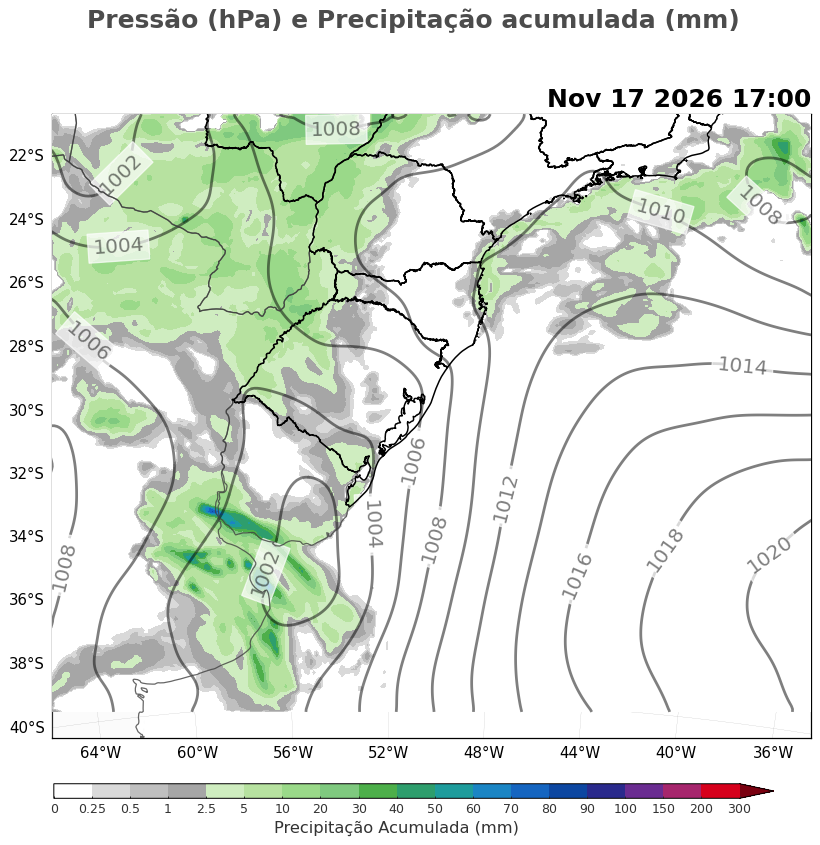 Pressão (hPa) e Precipitação acumulada (mm)
Nov 17 2026 17:00
1008
22°S
1002
1010
1008
24°S
1004
26°S
1006
28°S
1014
30°S
1006
32°S
1012
1004
34°S
1008
1008
1002
1016
1018
1020
36°S
38°S
40°S
64°W 60°W 56°W 52°W 48°W 44°W 40°W 36°W
0 0.25 0.5 1 2.5 5 10 20 30 40 50 60 70 80 90 100 150 200 300
Precipitação Acumulada (mm)